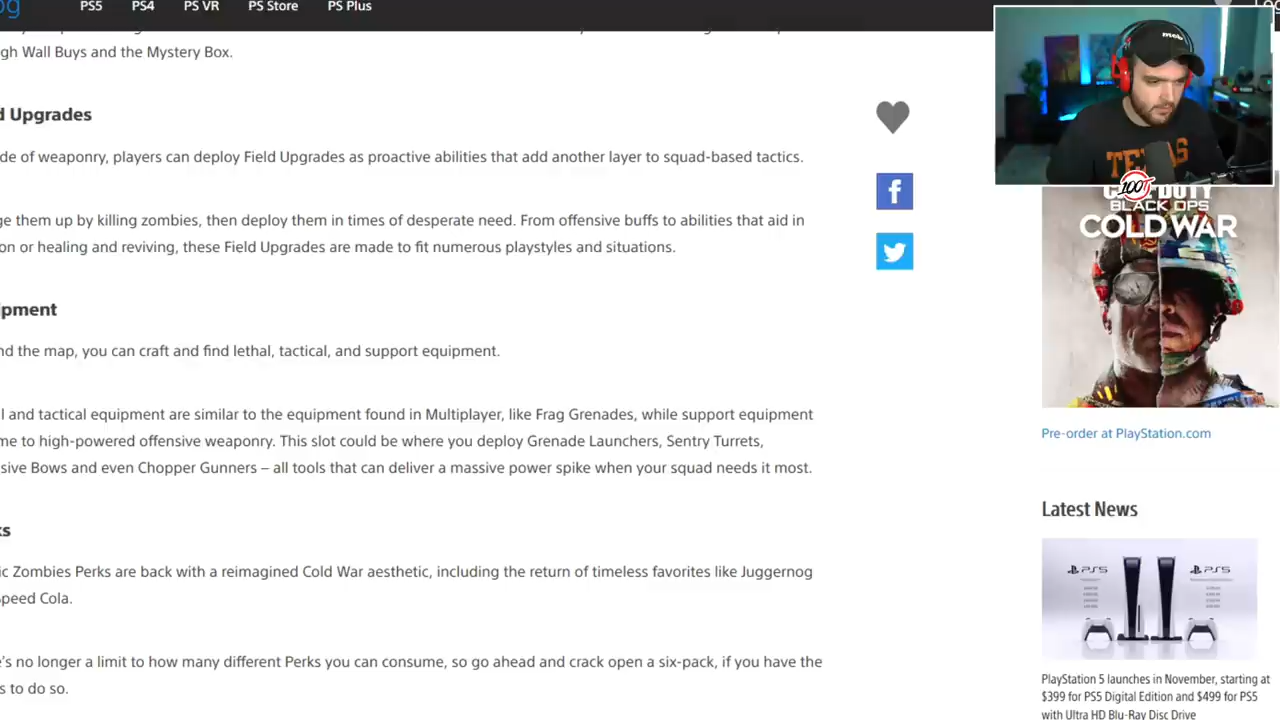 PS5 PS4 PS VR PS Store PS Plus
gh Wall Buys and the Mystery Box.
d Upgrades
de of weaponry, players can deploy Field Upgrades as proactive abilities that add another layer to squad-based tactics.
ge them up by killing zombies, then deploy them in times of desperate need. From offensive buffs to abilities that aid in
on or healing and reviving, these Field Upgrades are made to fit numerous playstyles and situations.
ipment
nd the map, you can craft and find lethal, tactical, and support equipment.
l and tactical equipment are similar to the equipment found in Multiplayer, like Frag Grenades, while support equipment
me to high-powered offensive weaponry. This slot could be where you deploy Grenade Launchers, Sentry Turrets,
sive Bows and even Chopper Gunners – all tools that can deliver a massive power spike when your squad needs it most.
ks
ic Zombies Perks are back with a reimagined Cold War aesthetic, including the return of timeless favorites like Juggernog
peed Cola.
e's no longer a limit to how many different Perks you can consume, so go ahead and crack open a six-pack, if you have the
s to do so.
mob
TEXAS
100T
CALL OF DUTY
BLACK OPS
COLD WAR
Pre-order at PlayStation.com
Latest News
PS5 PS5
PlayStation 5 launches in November, starting at
$399 for PS5 Digital Edition and $499 for PS5
with Ultra HD Blu-Ray Disc Drive